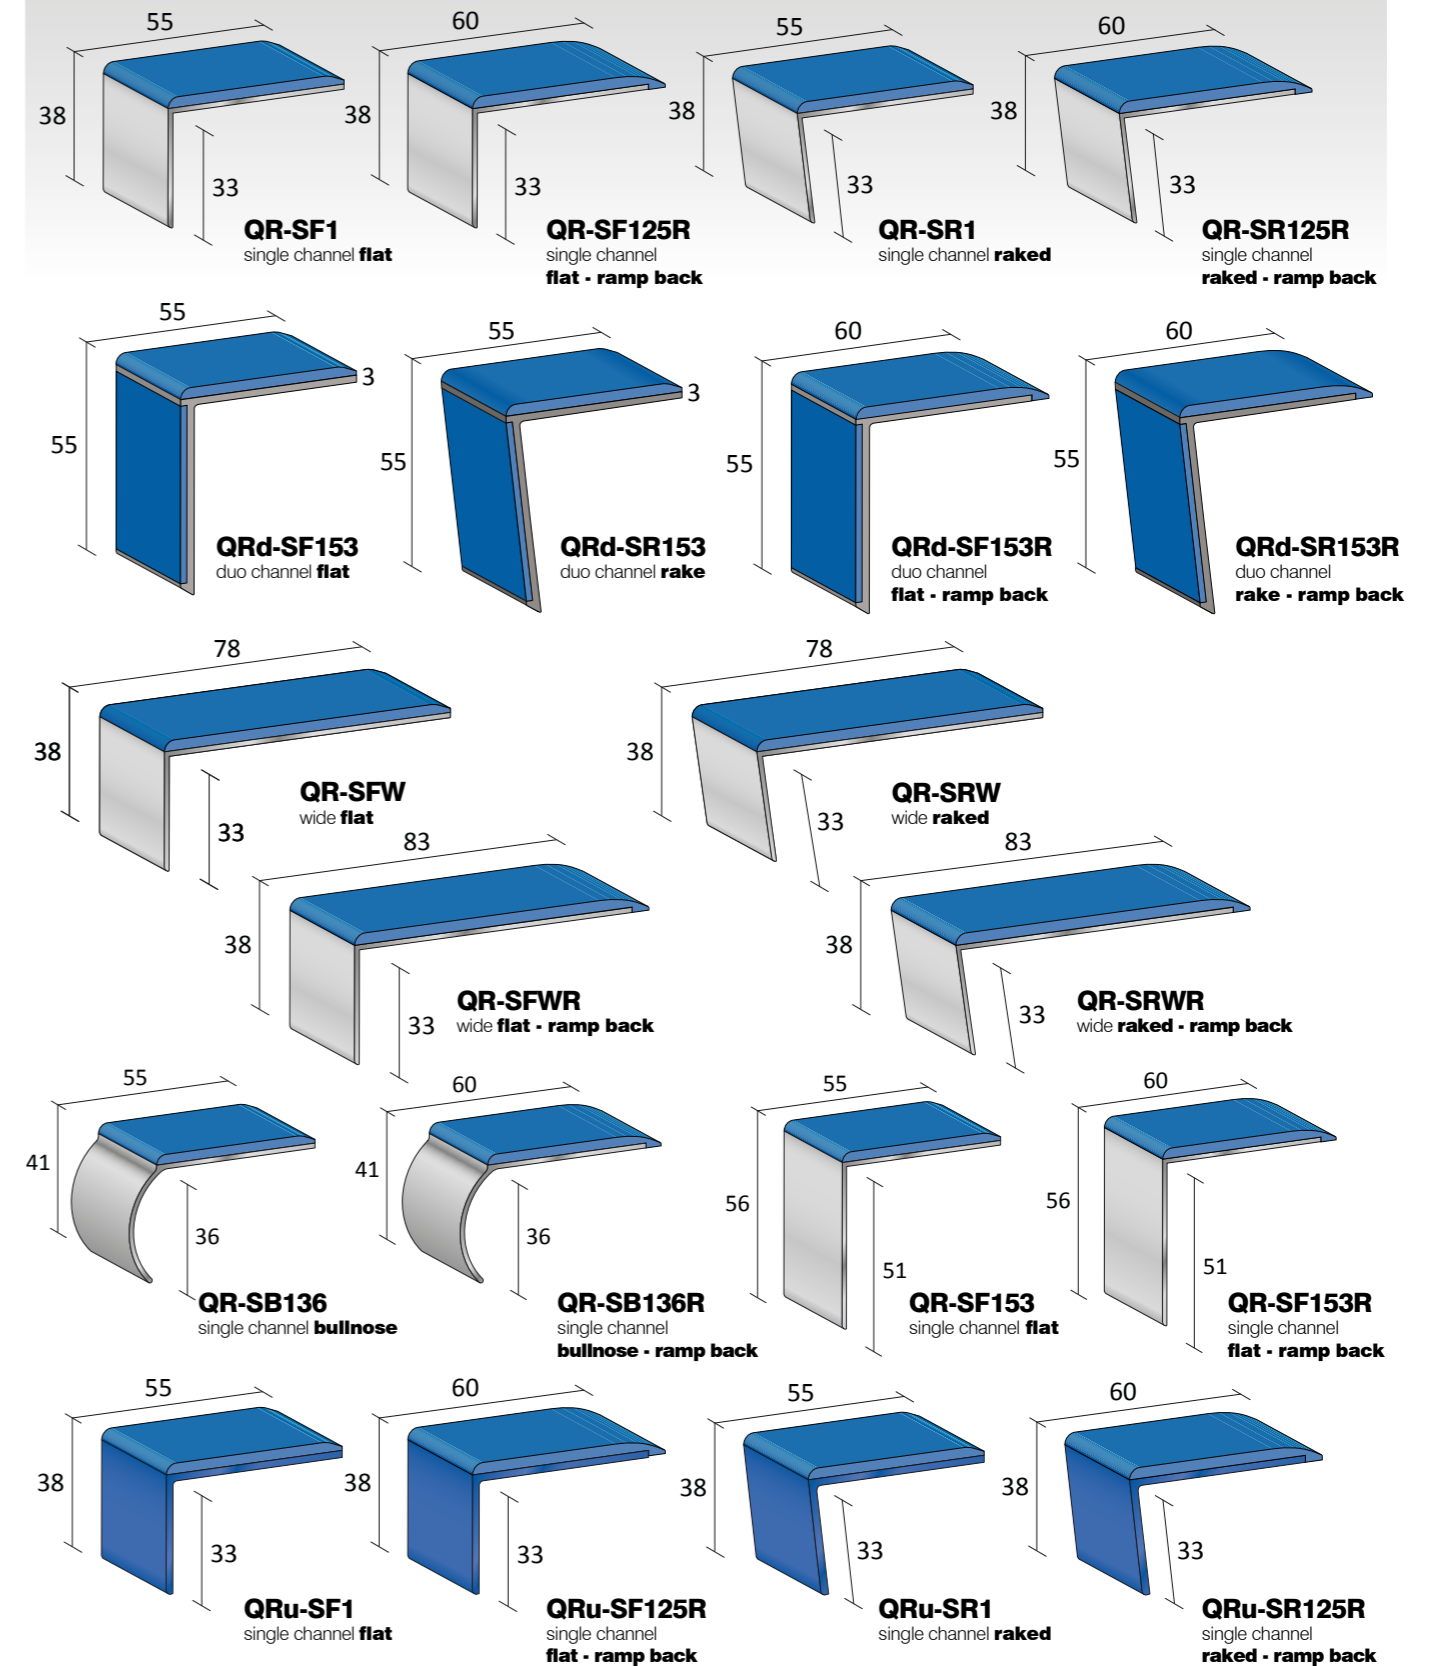 55
60
55
60
38
38
38
38
33
33
33
33
QR-SF1
single channel flat
QR-SF125R
single channel
flat - ramp back
QR-SR1
single channel raked
QR-SR125R
single channel
raked - ramp back
55
55
60
60
3
3
55
55
55
55
QRd-SF153
duo channel flat
QRd-SR153
duo channel rake
QRd-SF153R
duo channel
flat - ramp back
QRd-SR153R
duo channel
rake - ramp back
78
78
38
38
33
33
QR-SFW
wide flat
QR-SRW
wide raked
83
83
38
38
33
33
QR-SFWR
wide flat - ramp back
QR-SRWR
wide raked - ramp back
55
60
55
60
41
41
56
56
36
36
51
51
QR-SB136
single channel bullnose
QR-SB136R
single channel
bullnose - ramp back
QR-SF153
single channel flat
QR-SF153R
single channel
flat - ramp back
55
60
55
60
38
38
38
38
33
33
33
33
QRu-SF1
single channel flat
QRu-SF125R
single channel
flat - ramp back
QRu-SR1
single channel raked
QRu-SR125R
single channel
raked - ramp back